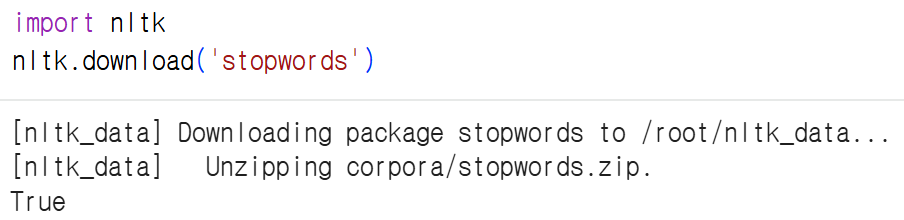 import nltk
nltk.download('stopwords')
[nltk_data] Downloading package stopwords to /root/nltk_data...
[nltk_data]   Unzipping corpora/stopwords.zip.
True